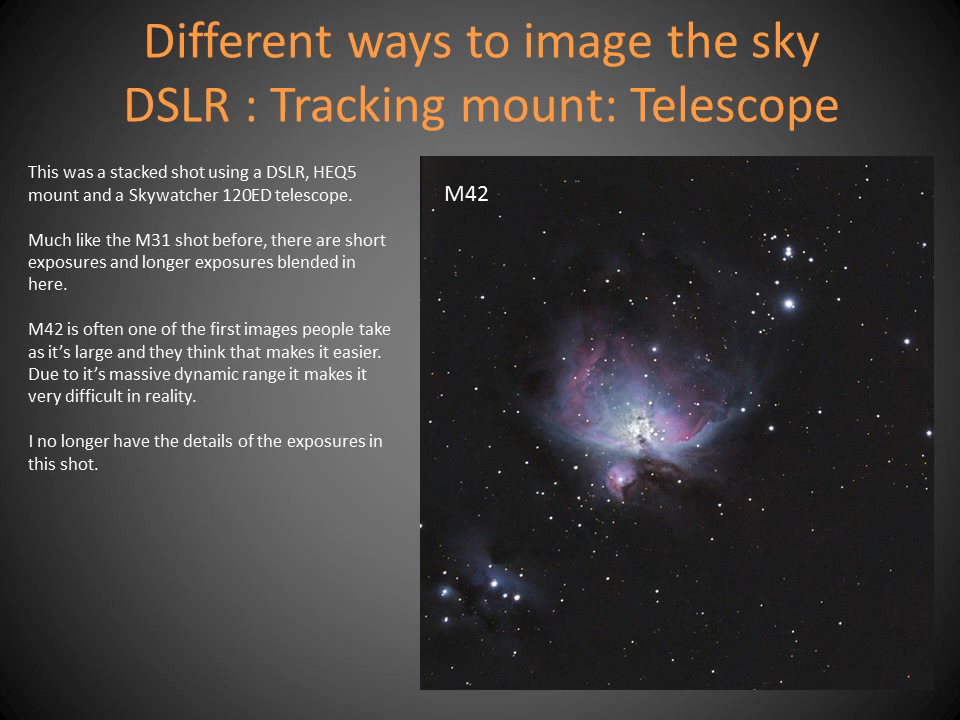 Different ways to image the sky
DSLR : Tracking mount: Telescope
This was a stacked shot using a DSLR, HEQ5
mount and a Skywatcher 120ED telescope.
Much like the M31 shot before, there are short
exposures and longer exposures blended in
here.
M42 is often one of the first images people take
as it’s large and they think that makes it easier.
Due to it’s massive dynamic range it makes it
very difficult in reality.
I no longer have the details of the exposures in
this shot.
M42